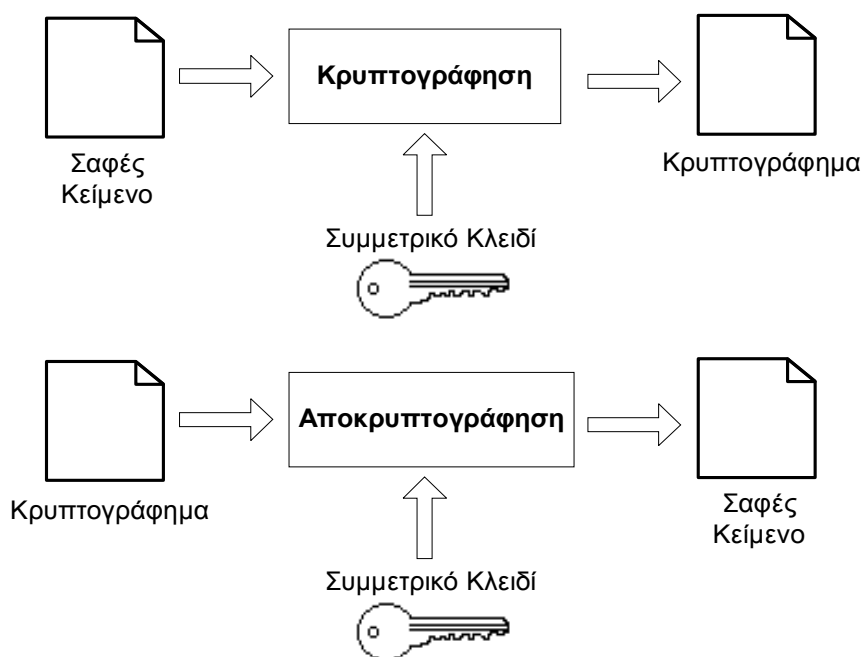 Κρυπτογράφηση
Σαφές
Κείμενο
Κρυπτογράφημα
Συμμετρικό Κλειδί
Αποκρυπτογράφηση
Κρυπτογράφημα
Σαφές
Κείμενο
Συμμετρικό Κλειδί